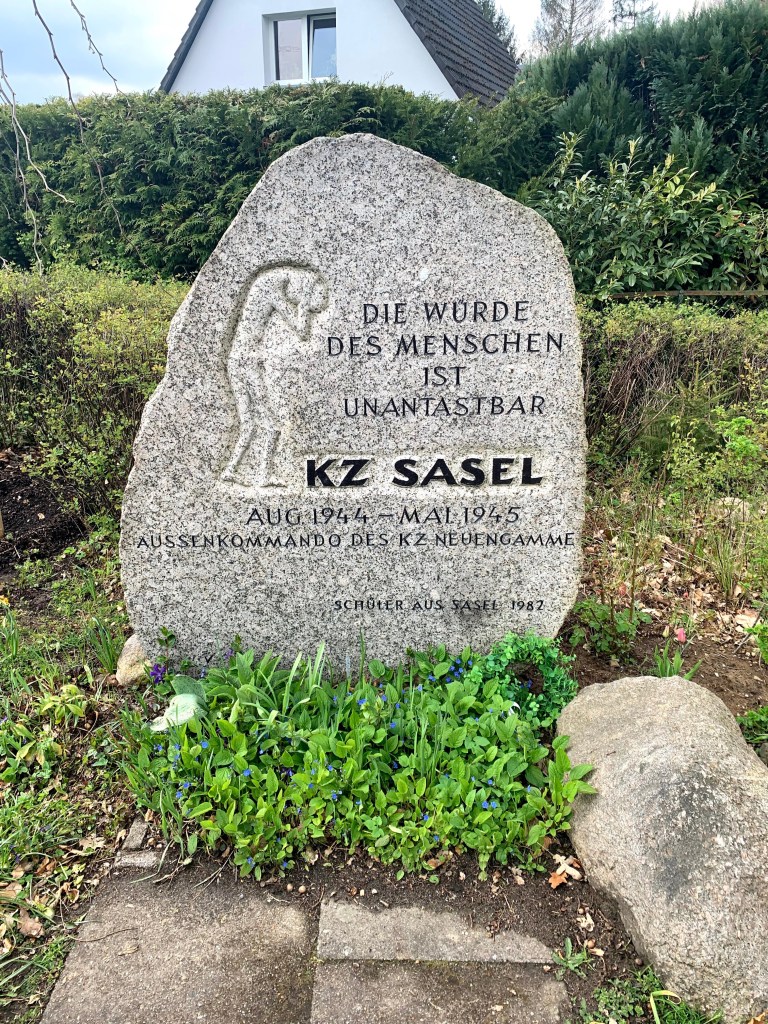 DIE WÜRDE
DES MENSCHEN
IST
UNANTASTBAR
KZ SASEL
AUG 1944 – MAI 1945
AUSSENKOMMANDO DES KZ NEUENGAMME
SCHÜLER AUS SASEL 1982